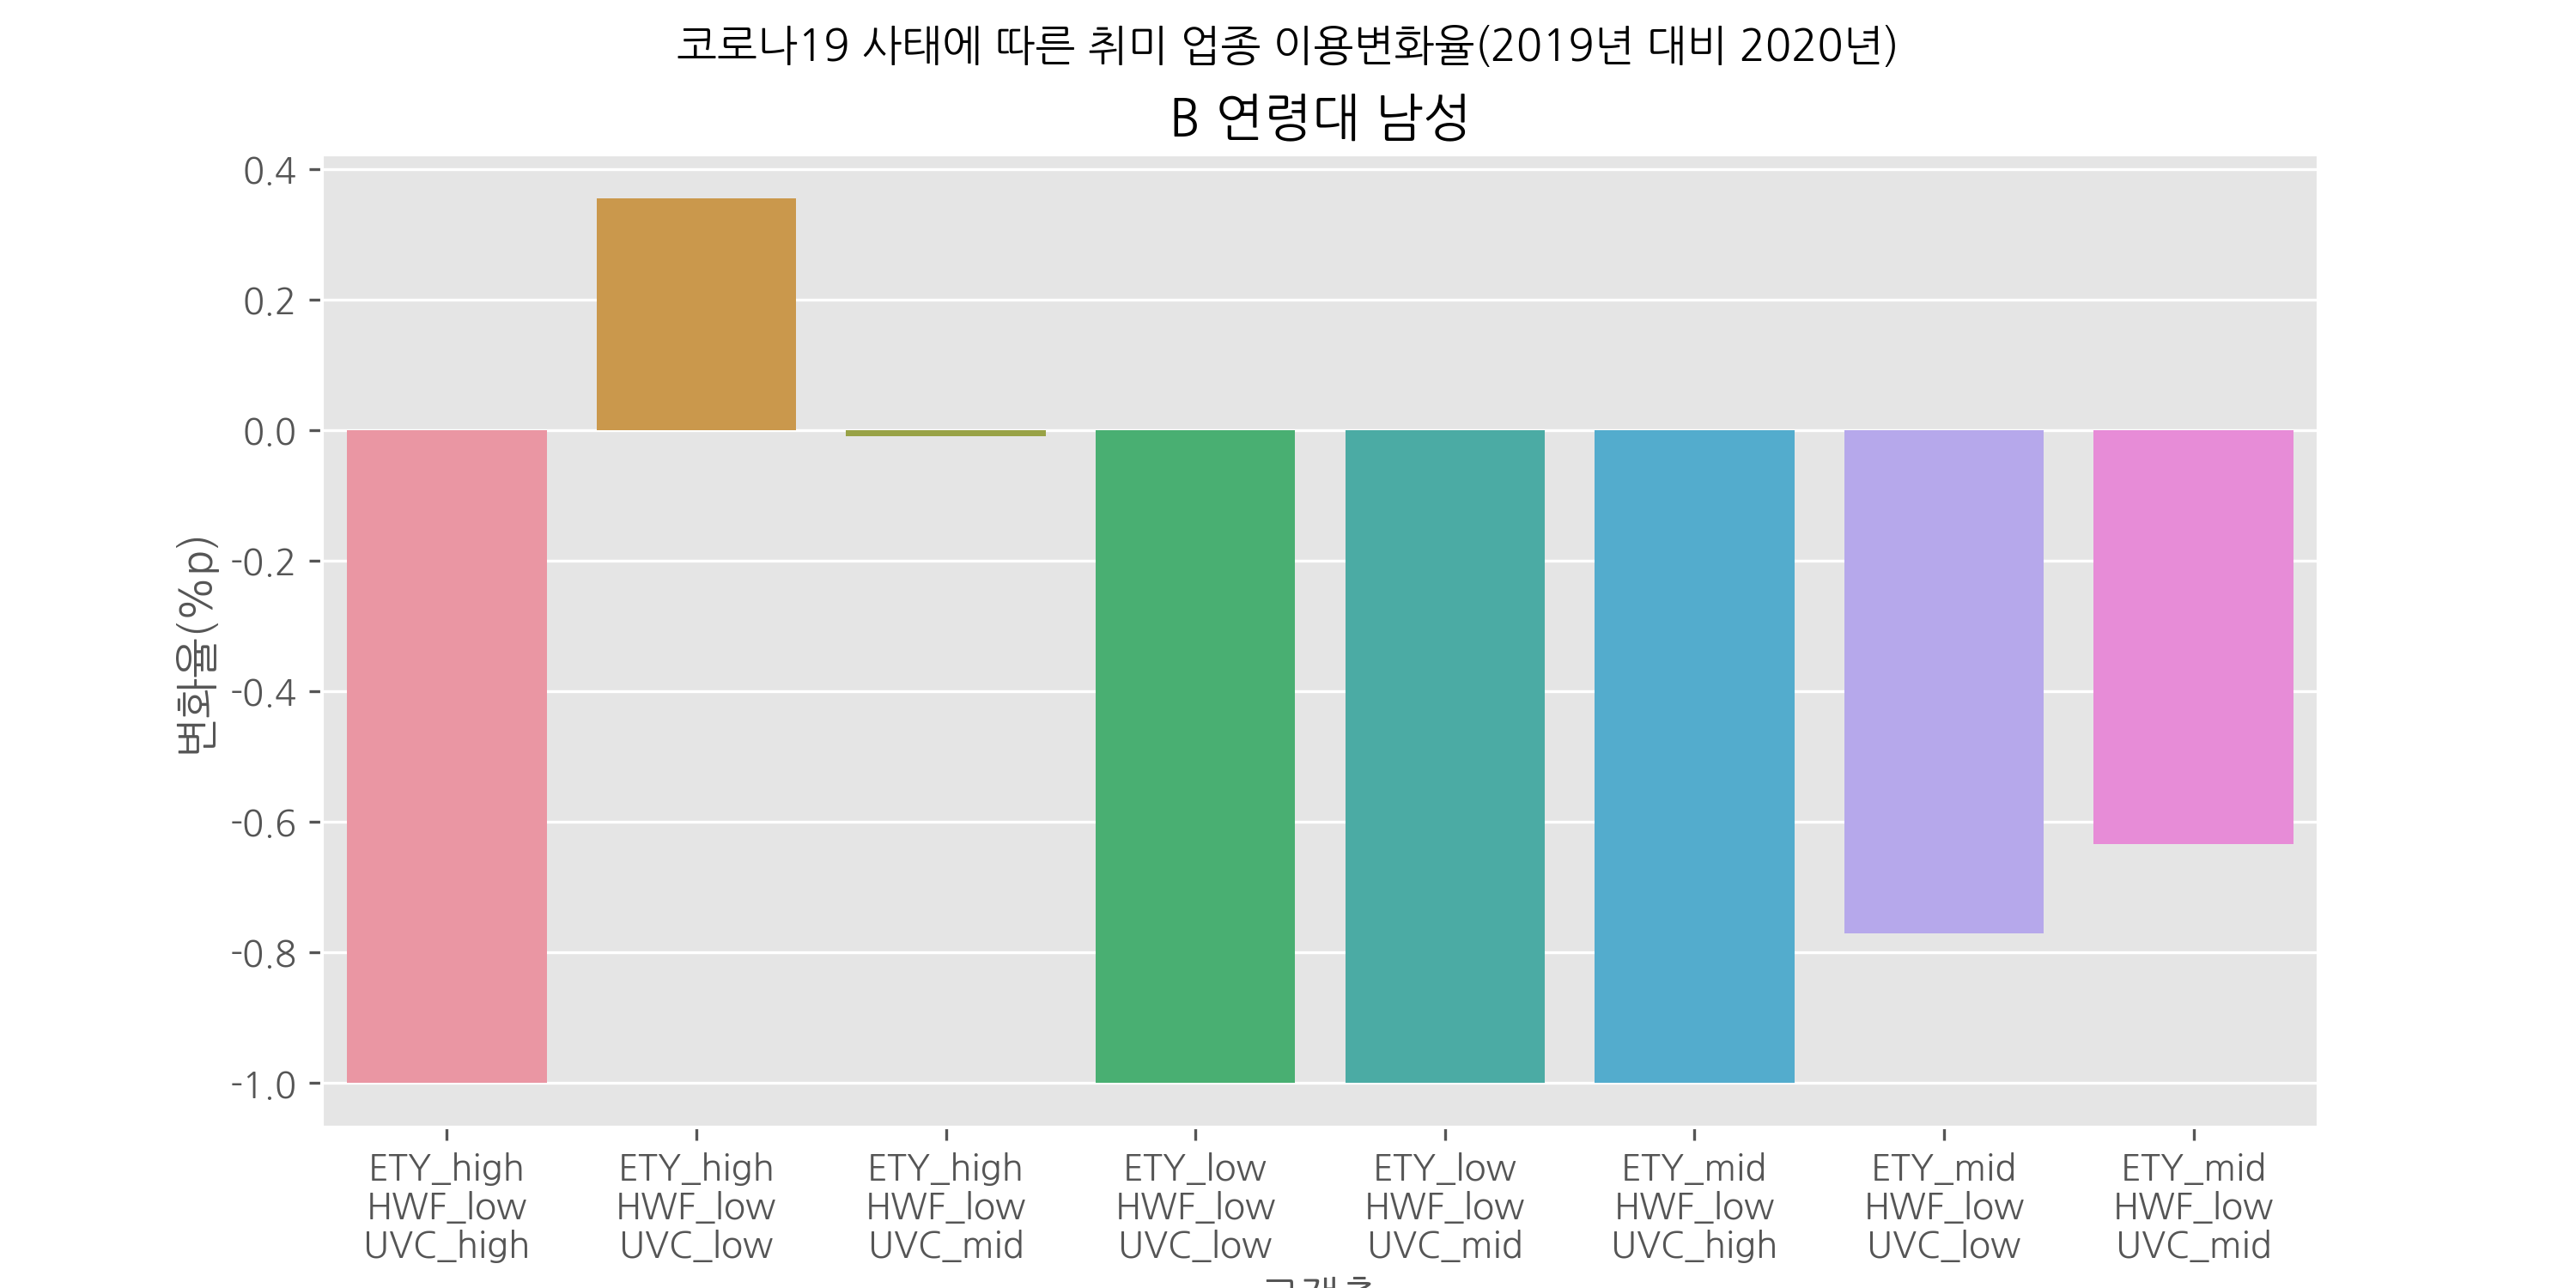 코로나19 사태에 따른 취미 업종 이용변화율(2019년 대비 2020년)
B 연령대 남성
변화율(%p)
0.4
0.2
0.0
-0.2
-0.4
-0.6
-0.8
-1.0
ETY_high ETY_high ETY_high ETY_low ETY_low ETY_mid ETY_mid ETY_mid
HWF_low HWF_low HWF_low HWF_low HWF_low HWF_low HWF_low HWF_low
UVC_high UVC_low UVC_mid UVC_low UVC_mid UVC_high UVC_low UVC_mid